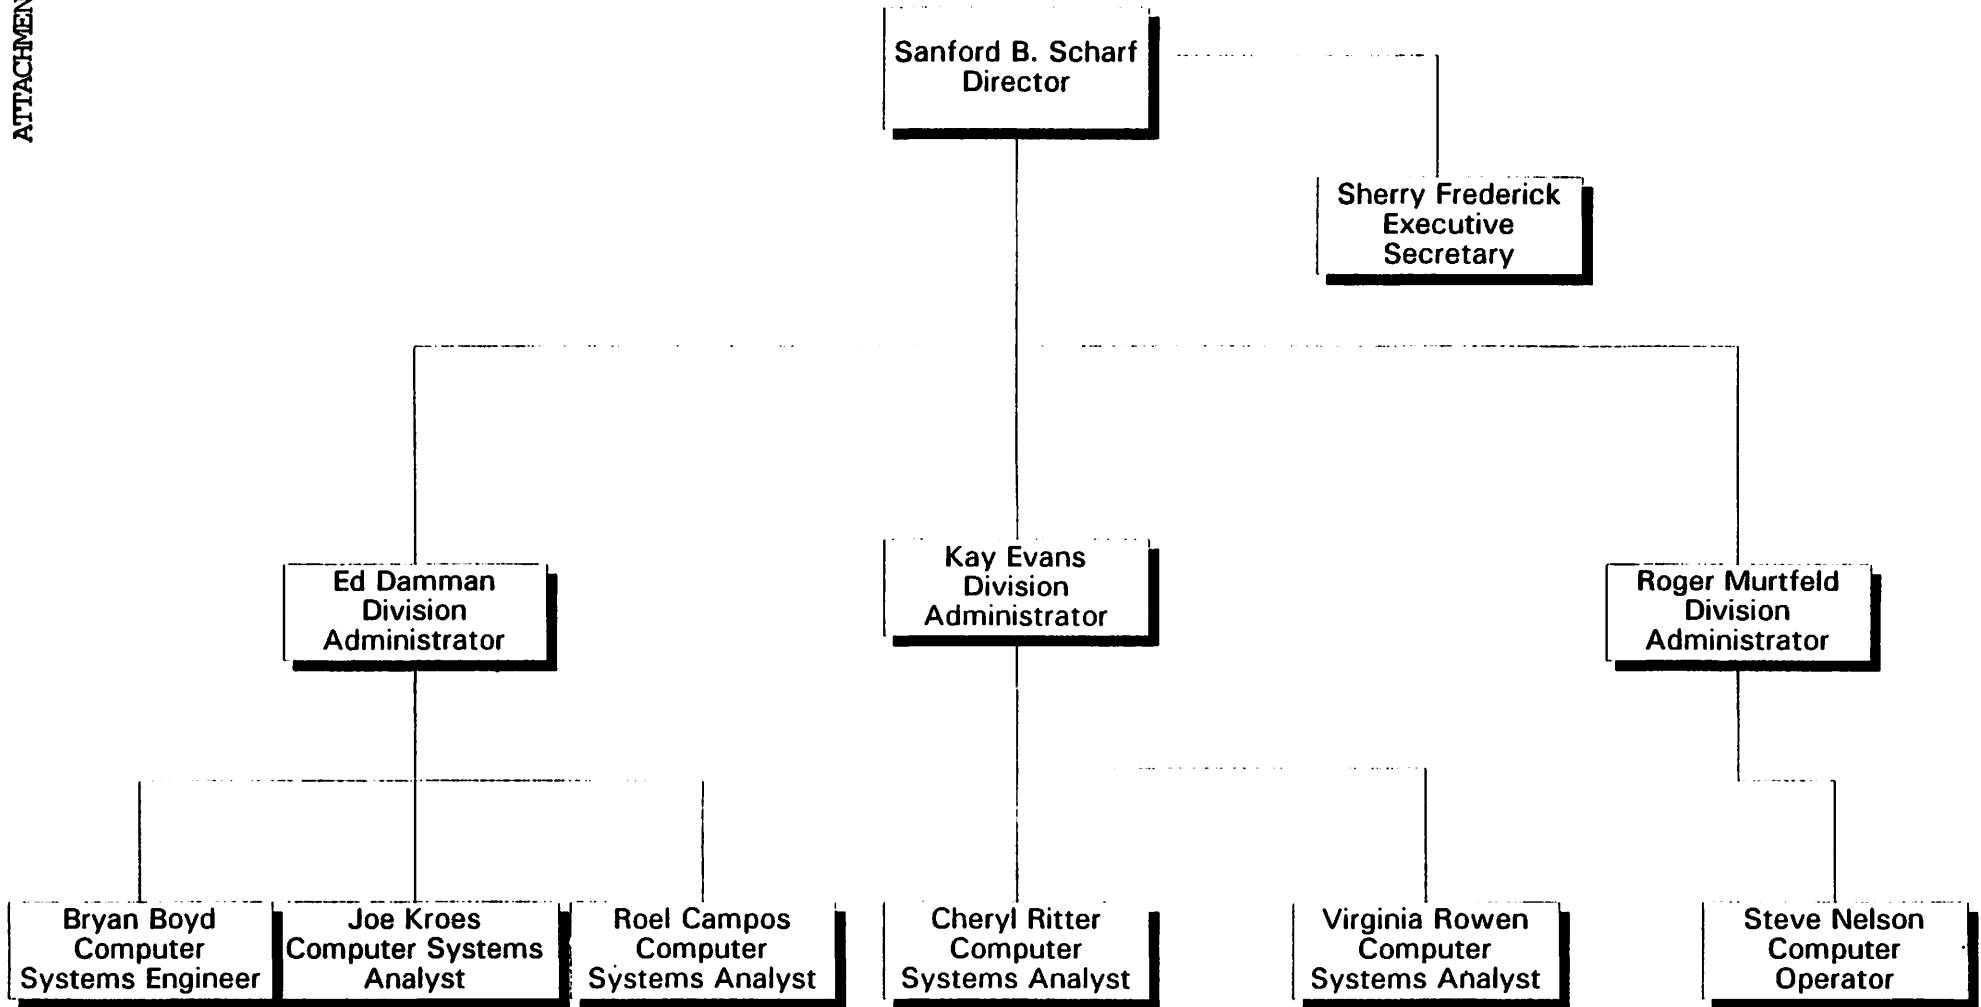 ATTACHMEN
Sanford B. Scharf
Director
Sherry Frederick
Executive
Secretary
Ed Damman
Division
Administrator
Kay Evans
Division
Administrator
Roger Murtfeld
Division
Administrator
Bryan Boyd
Computer
Systems Engineer
Joe Kroes
Computer Systems
Analyst
Roel Campos
Computer
Systems Analyst
Cheryl Ritter
Computer
Systems Analyst
Virginia Rowen
Computer
Systems Analyst
Steve Nelson
Computer
Operator